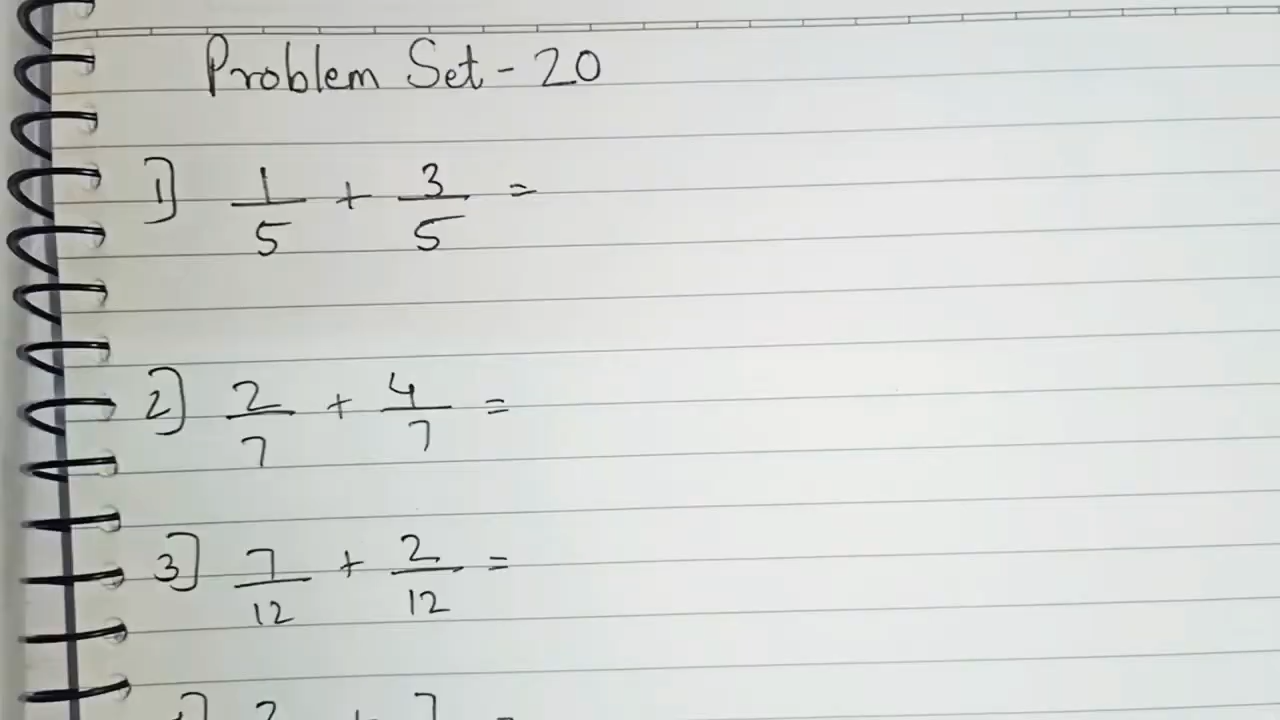 Problem Set - 20
1] 1/5 + 3/5 =
2] 2/7 + 4/7 =
3] 7/12 + 2/12 =